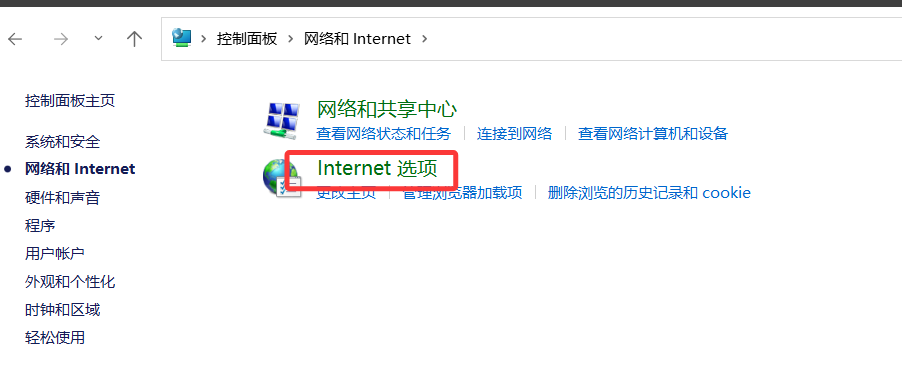 控制面板 网络和 Internet
控制面板主页
系统和安全
网络和 Internet
硬件和声音
程序
用户帐户
外观和个性化
时钟和区域
轻松使用
网络和共享中心
查看网络状态和任务 连接到网络 查看网络计算机和设备
Internet 选项
更改主页 管理浏览器加载项 删除浏览的历史记录和 cookie